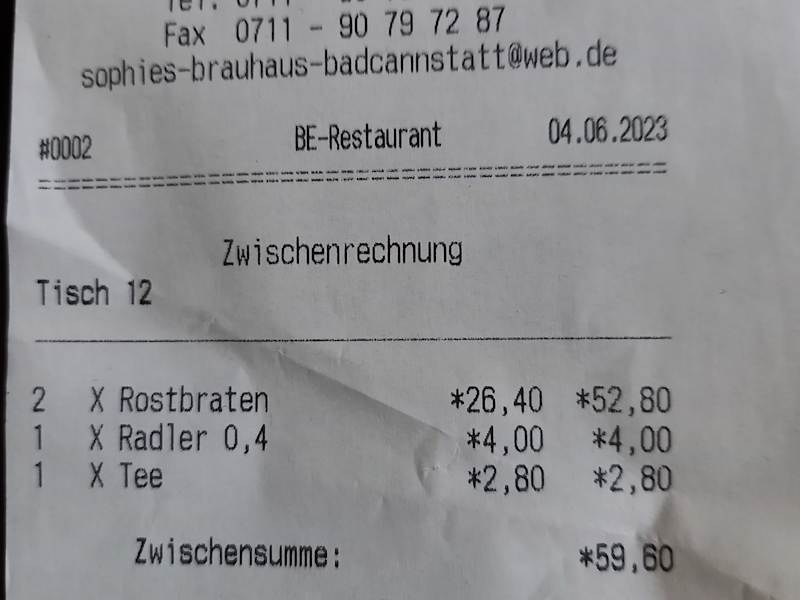 Fax 0711 - 90 79 72 87
sophies-brauhaus-badcannstatt@web.de
#0002 BE-Restaurant 04.06.2023
Zwischenrechnung
Tisch 12
2 X Rostbraten *26,40 *52,80
1 X Radler 0,4 *4,00 *4,00
1 X Tee *2,80 *2,80
Zwischensumme: *59,60